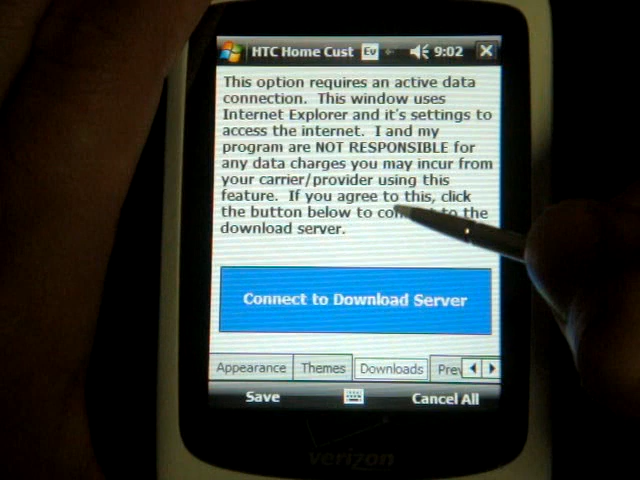 HTC Home Cust Ev 9:02
This option requires an active data
connection. This window uses
Internet Explorer and it's settings to
access the internet. I and my
program are NOT RESPONSIBLE for
any data charges you may incur from
your carrier/provider using this
feature. If you agree to this, click
the button below to to the
download server.
Connect to Download Server
Appearance Themes Downloads
Save Cancel All
verizon